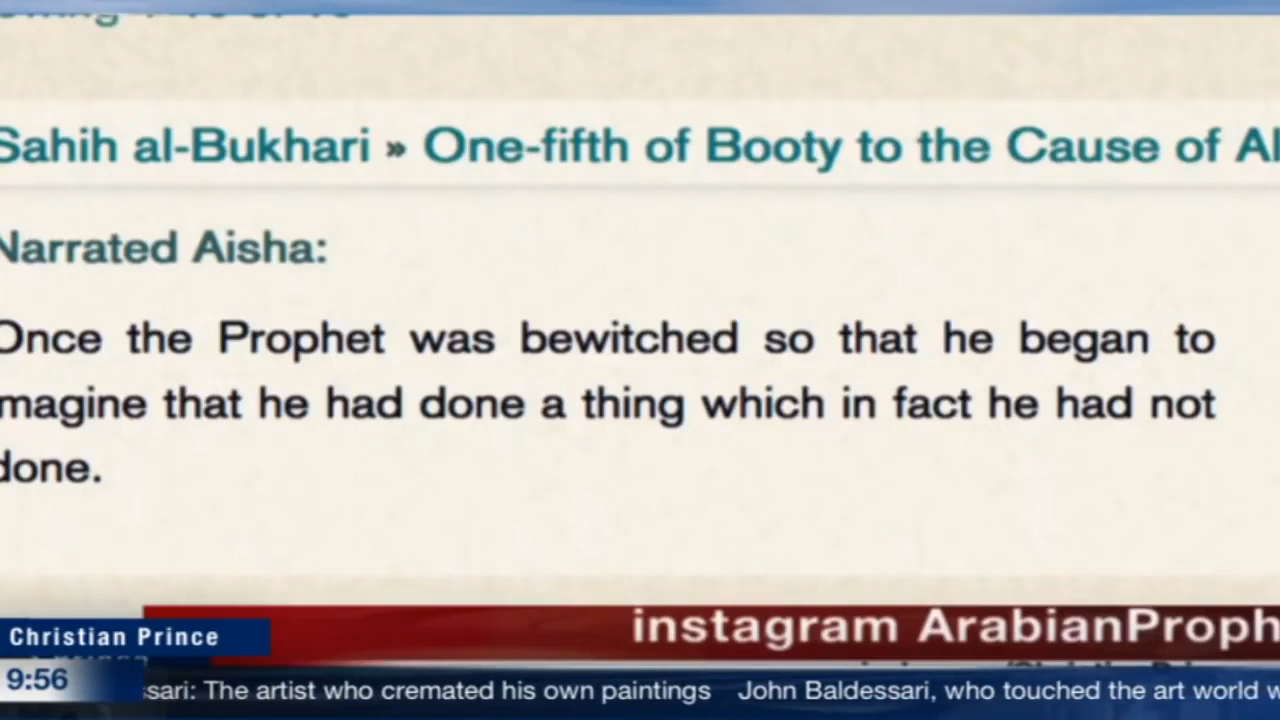 Sahih al-Bukhari » One-fifth of Booty to the Cause of Al
Narrated Aisha:
Once the Prophet was bewitched so that he began to
imagine that he had done a thing which in fact he had not
done.
instagram ArabianProph
Christian Prince
9:56
ssari: The artist who cremated his own paintings John Baldessari, who touched the art world w